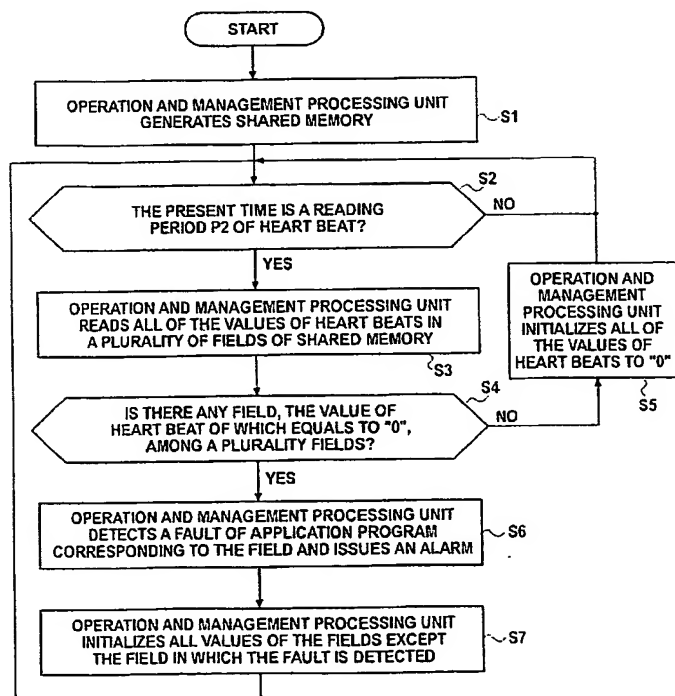 START
OPERATION AND MANAGEMENT PROCESSING UNIT
GENERATES SHARED MEMORY
S1
S2
THE PRESENT TIME IS A READING
PERIOD P2 OF HEART BEAT?
NO
YES
OPERATION AND MANAGEMENT PROCESSING UNIT
READS ALL OF THE VALUES OF HEART BEATS IN
A PLURALITY OF FIELDS OF SHARED MEMORY
S3
OPERATION AND
MANAGEMENT
PROCESSING UNIT
INITIALIZES ALL OF
THE VALUES OF
HEART BEATS TO "0"
S5
S4
IS THERE ANY FIELD, THE VALUE OF
HEART BEAT OF WHICH EQUALS TO "0",
AMONG A PLURALITY FIELDS?
NO
YES
OPERATION AND MANAGEMENT PROCESSING UNIT
DETECTS A FAULT OF APPLICATION PROGRAM
CORRESPONDING TO THE FIELD AND ISSUES AN ALARM
S6
OPERATION AND MANAGEMENT PROCESSING UNIT
INITIALIZES ALL VALUES OF THE FIELDS EXCEPT
THE FIELD IN WHICH THE FAULT IS DETECTED
S7